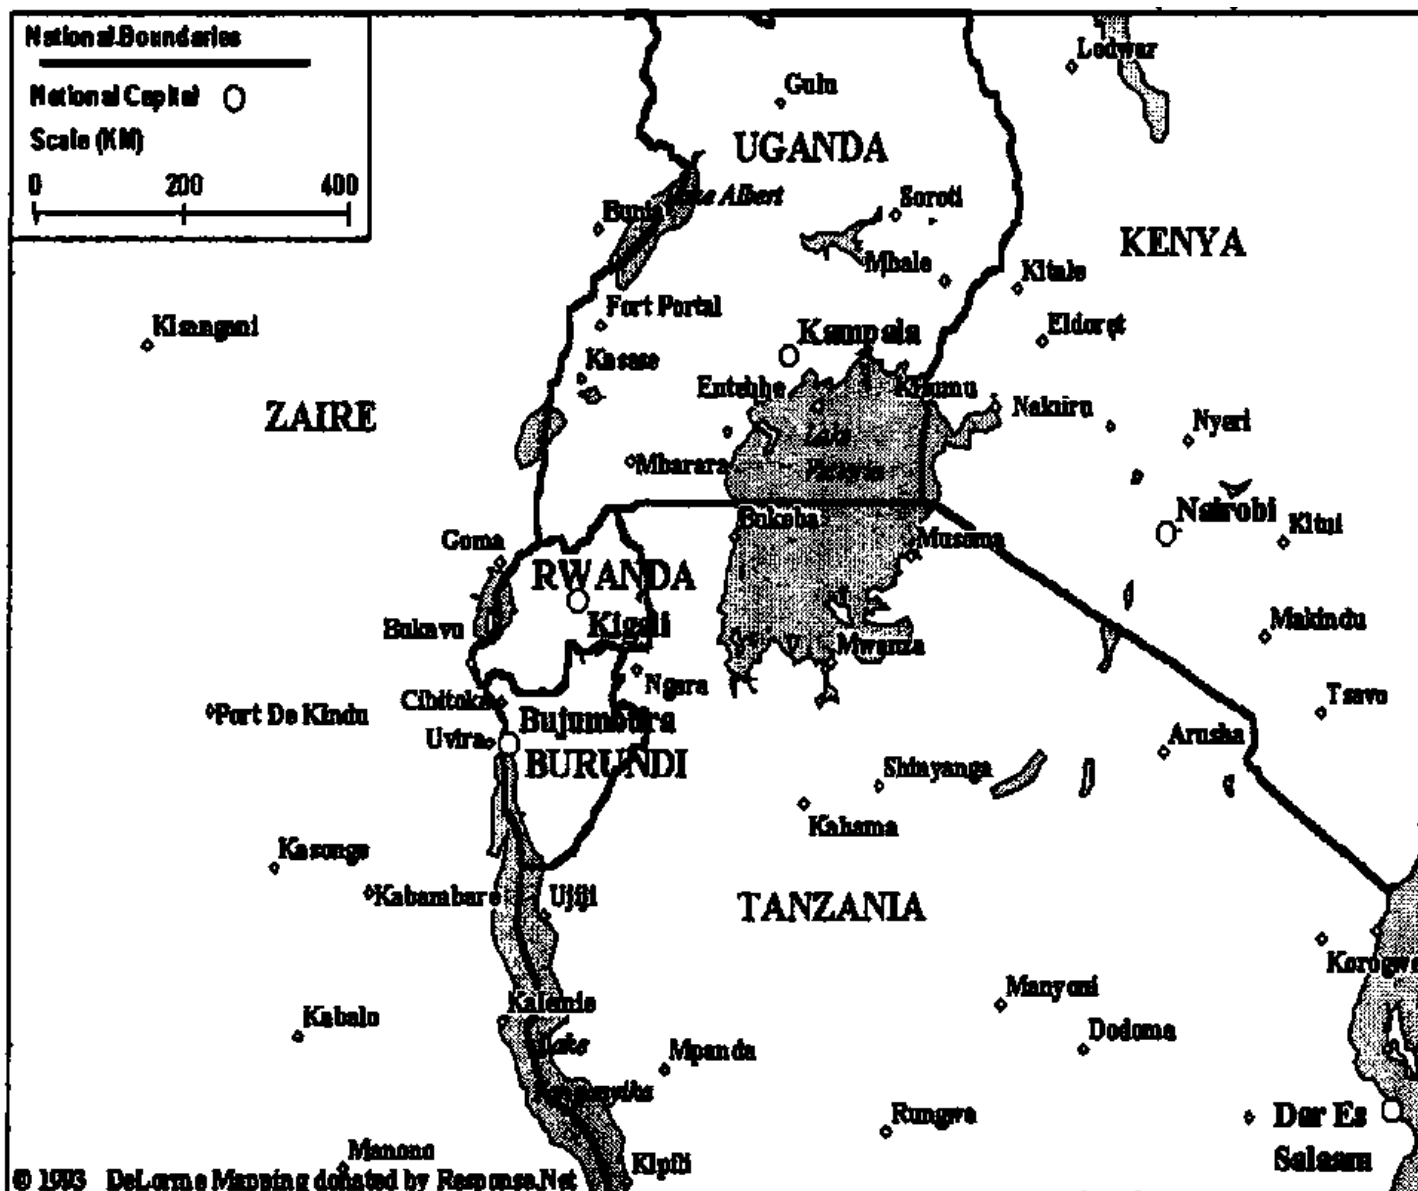 National Boundaries
National Capital
Scale (KM)
0 200 400
Lodwar
Gulu
UGANDA
Lake Albert
Soroti
Bunia
KENYA
Mbale
Kitale
Fort Portal
Kisangani
Kampala
Eldoret
Kasese
Entebbe
Kisumu
ZAIRE
Nakuru
Nyeri
Lake
Victoria
Mbarara
Nairobi
Bukoba
Kitui
Goma
Musoma
RWANDA
Kigali
Bukavu
Makindu
Mwanza
Ngara
Cibitoke
Tsavo
Port De Kindu
Bujumbura
Uvira
Arusha
BURUNDI
Shinyanga
Kahama
Kasongo
Kabambare
Ujiji
TANZANIA
Korogwe
Manyoni
Kalemie
Kabalo
Dodoma
Lake
Mpanda
Rungwa
Dar Es
Salaam
Manono
Kipili
© 1993 DeLorme Mapping donated by Response.Net